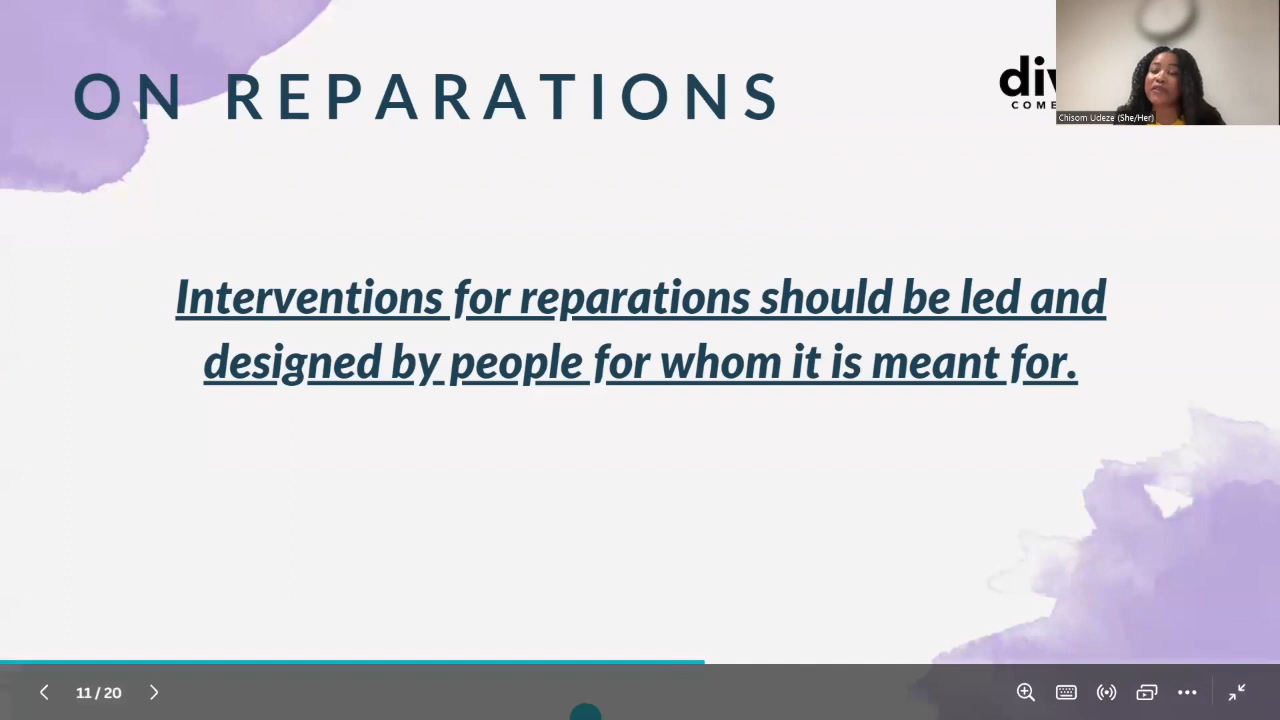 ON REPARATIONS
Chisom Udeze (She/Her)
Interventions for reparations should be led and
designed by people for whom it is meant for.
11 / 20